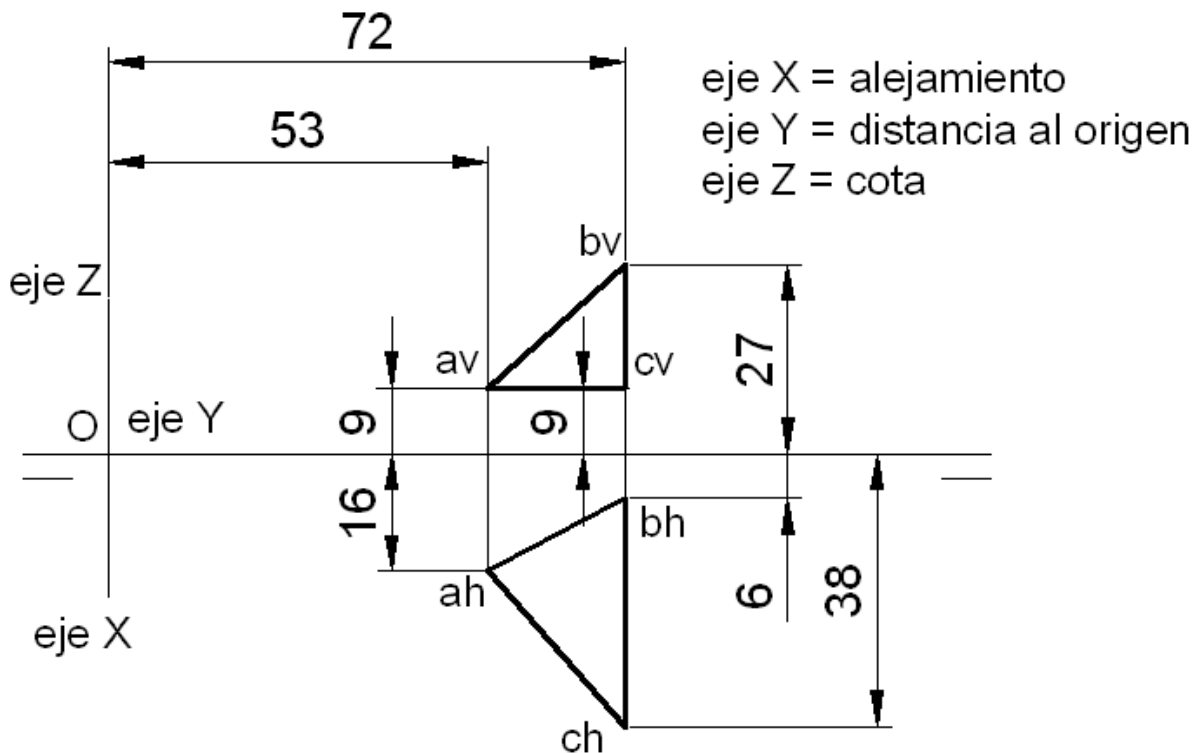 72
eje X = alejamiento
eje Y = distancia al origen
eje Z = cota
53
bv
eje Z
av
cv
27
O
eje Y
9
9
16
bh
ah
6
38
eje X
ch